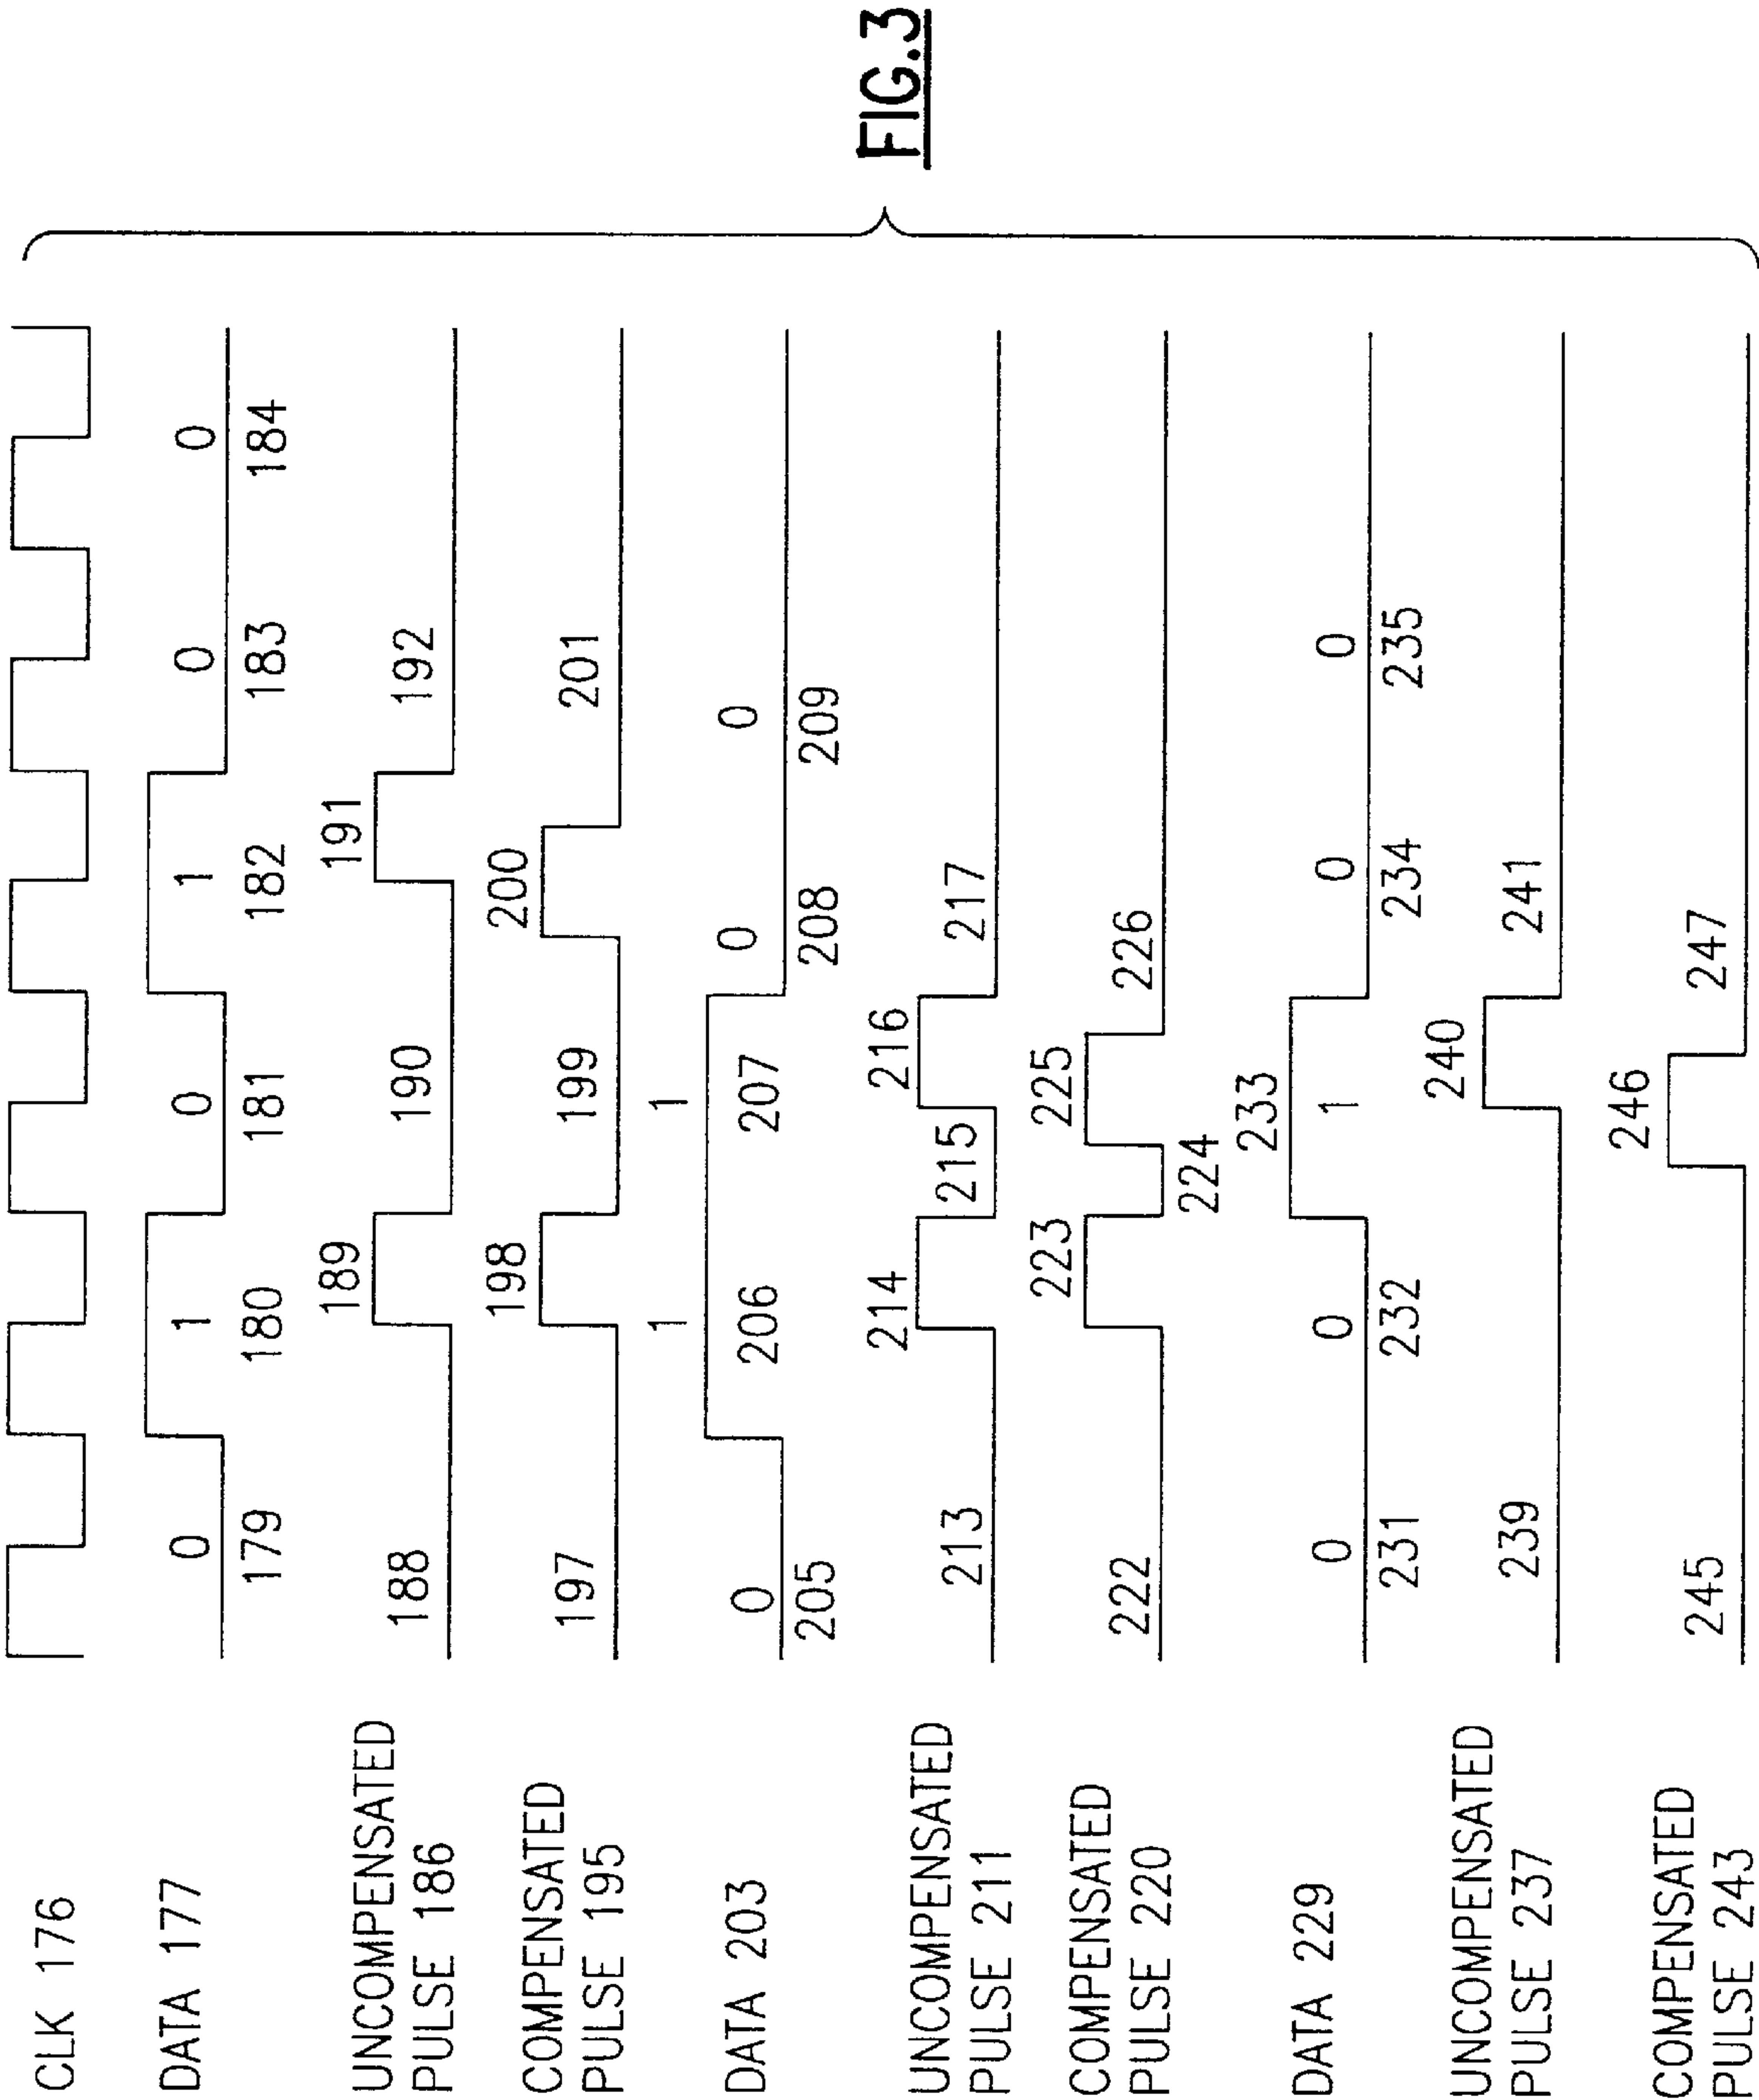 CLK 176
DATA 177
0 1 0 1 0 0
179 180 181 182 183 184
UNCOMPENSATED
PULSE 186
188 189 190 191 192
COMPENSATED
PULSE 195
197 198 199 200 201
DATA 203
0 1 1 0 0
205 206 207 208 209
UNCOMPENSATED
PULSE 211
213 214 215 216 217
COMPENSATED
PULSE 220
222 223 224 225 226
DATA 229
0 0 1 0 0
231 232 233 234 235
UNCOMPENSATED
PULSE 237
239 240 241
COMPENSATED
PULSE 243
245 246 247
FIG.3